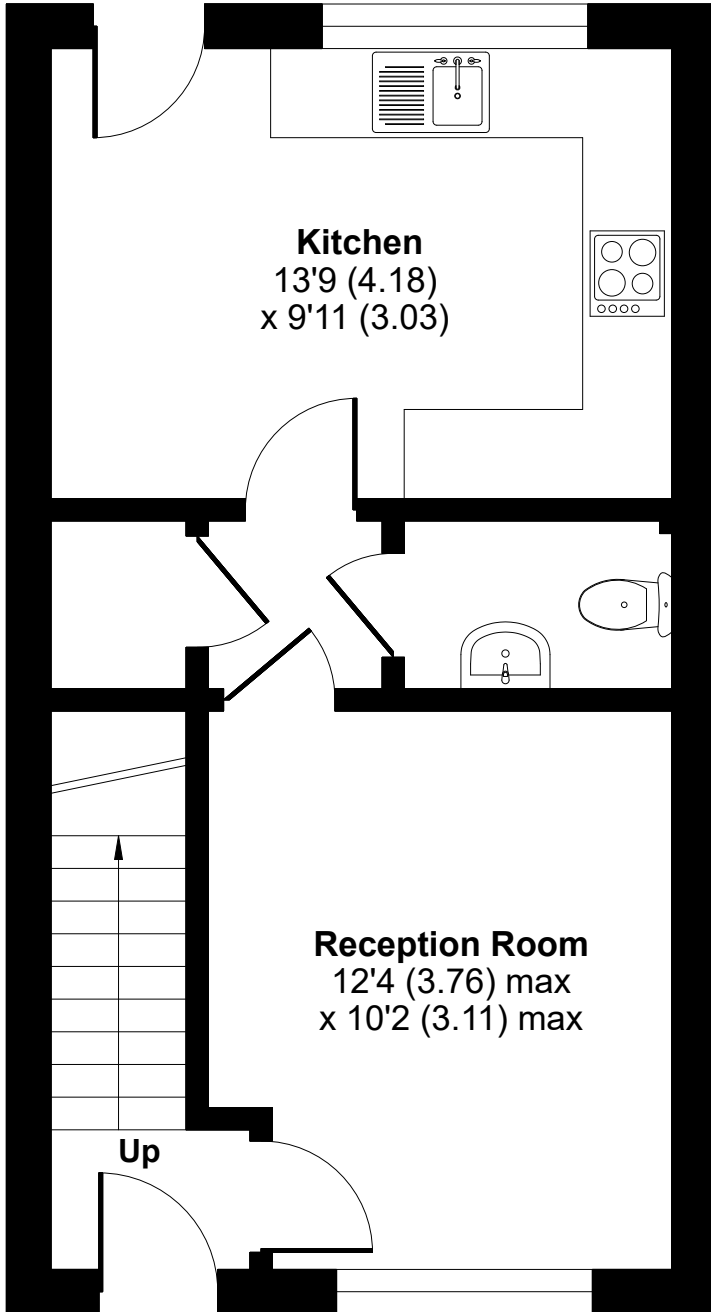 Kitchen
13'9 (4.18)
x 9'11 (3.03)
Reception Room
12'4 (3.76) max
x 10'2 (3.11) max
Up